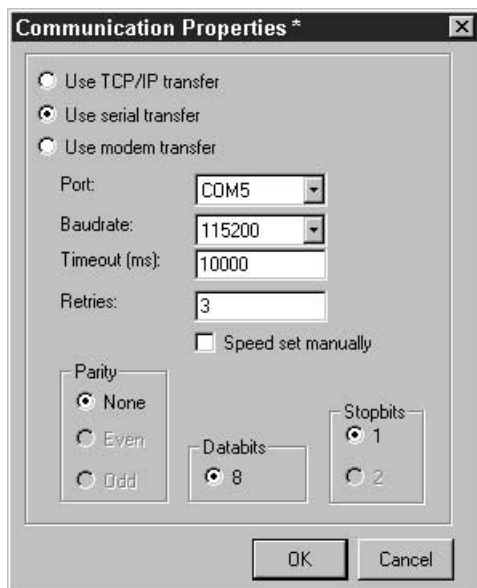 Communication Properties *
Use TCP/IP transfer
Use serial transfer
Use modem transfer
Port: COM5
Baudrate: 115200
Timeout (ms): 10000
Retries: 3
Speed set manually
Parity
None
Even
Odd
Databits
8
Stopbits
1
2
OK Cancel